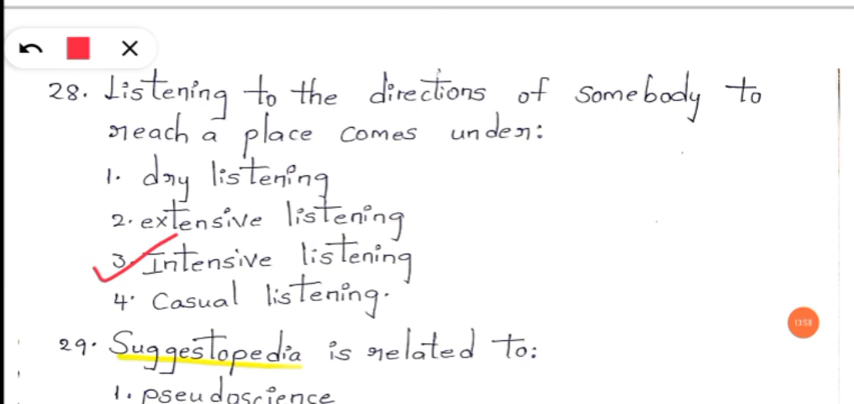 28. Listening to the directions of somebody to
reach a place comes under:
1. dry listening
2. extensive listening
3. Intensive listening
4. Casual listening.
29. Suggestopedia is related to:
1. pseudoscience